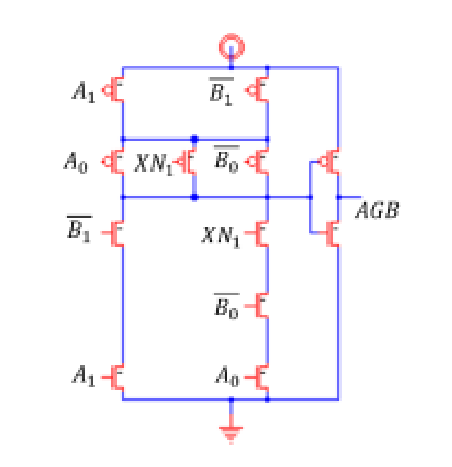 A₁ B̅₁
A₀ XN₁ B̅₀
AGB
B̅₁ XN₁
B̅₀
A₁ A₀